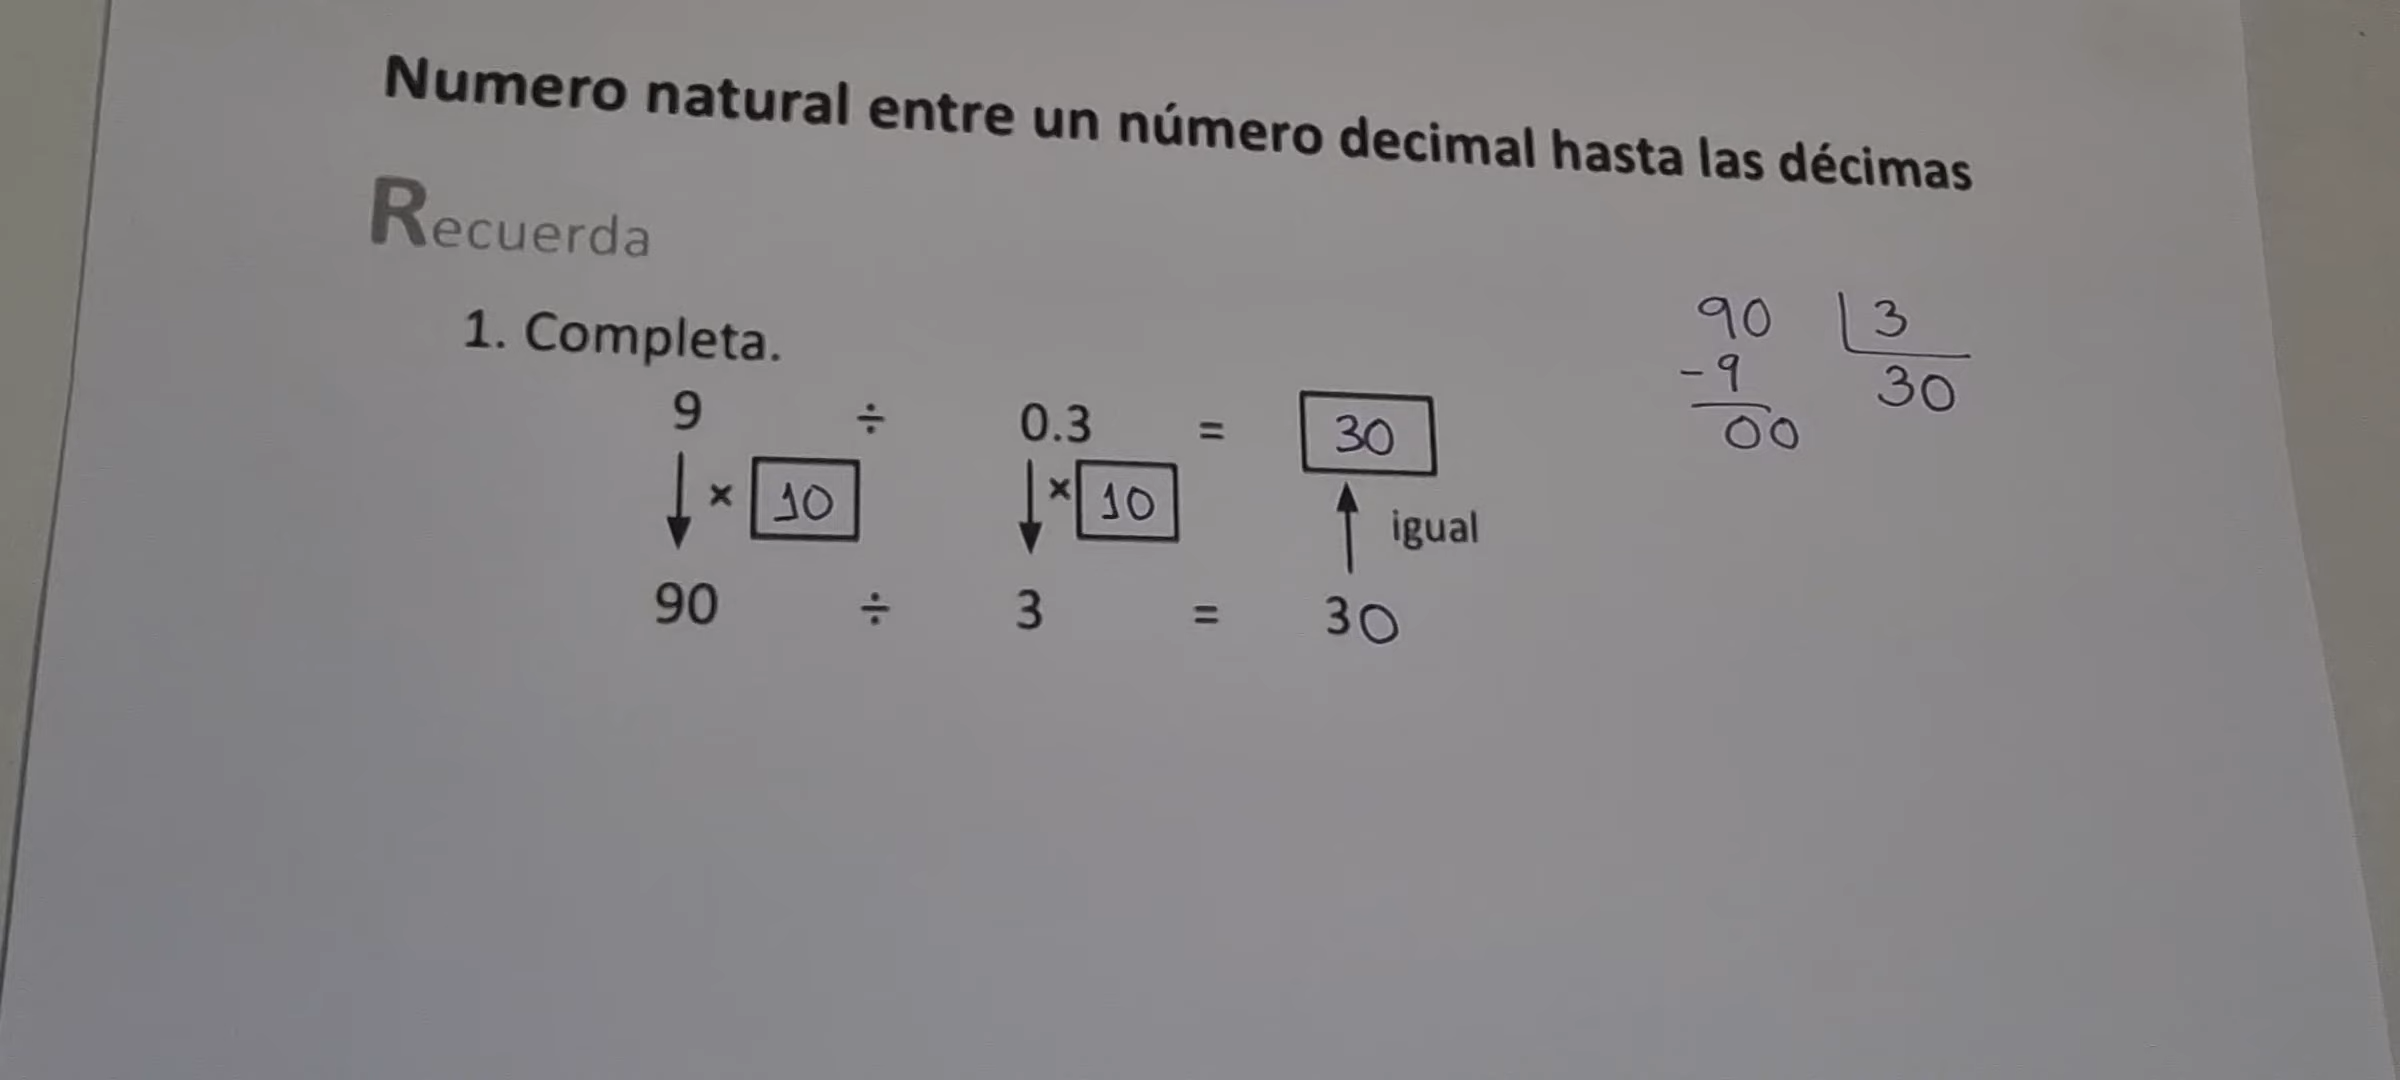 Numero natural entre un número decimal hasta las décimas
Recuerda
1. Completa.
9 ÷ 0.3 = 30
× 10 × 10 igual
90 ÷ 3 = 30
90 3
-9 30
00